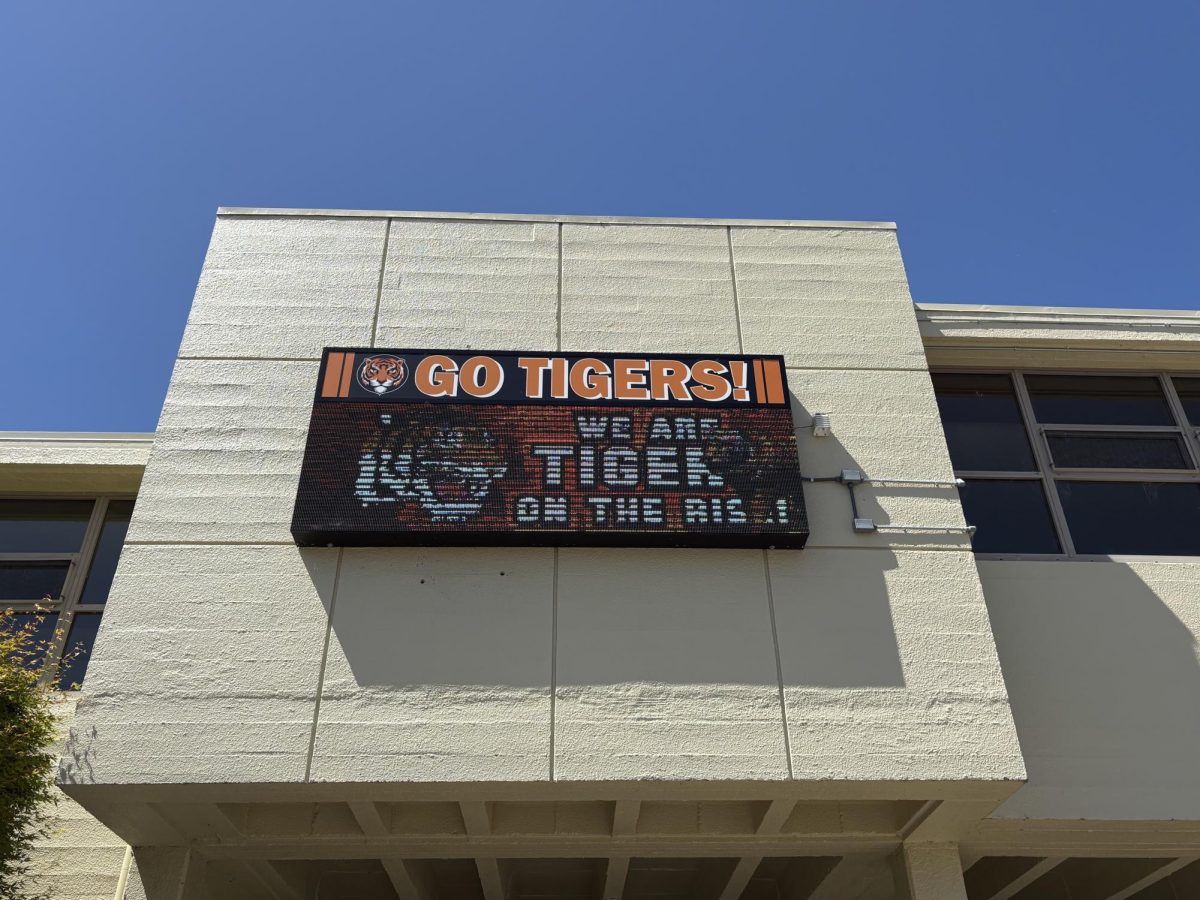 GO TIGERS!
WE ARE
TIGER
ON THE